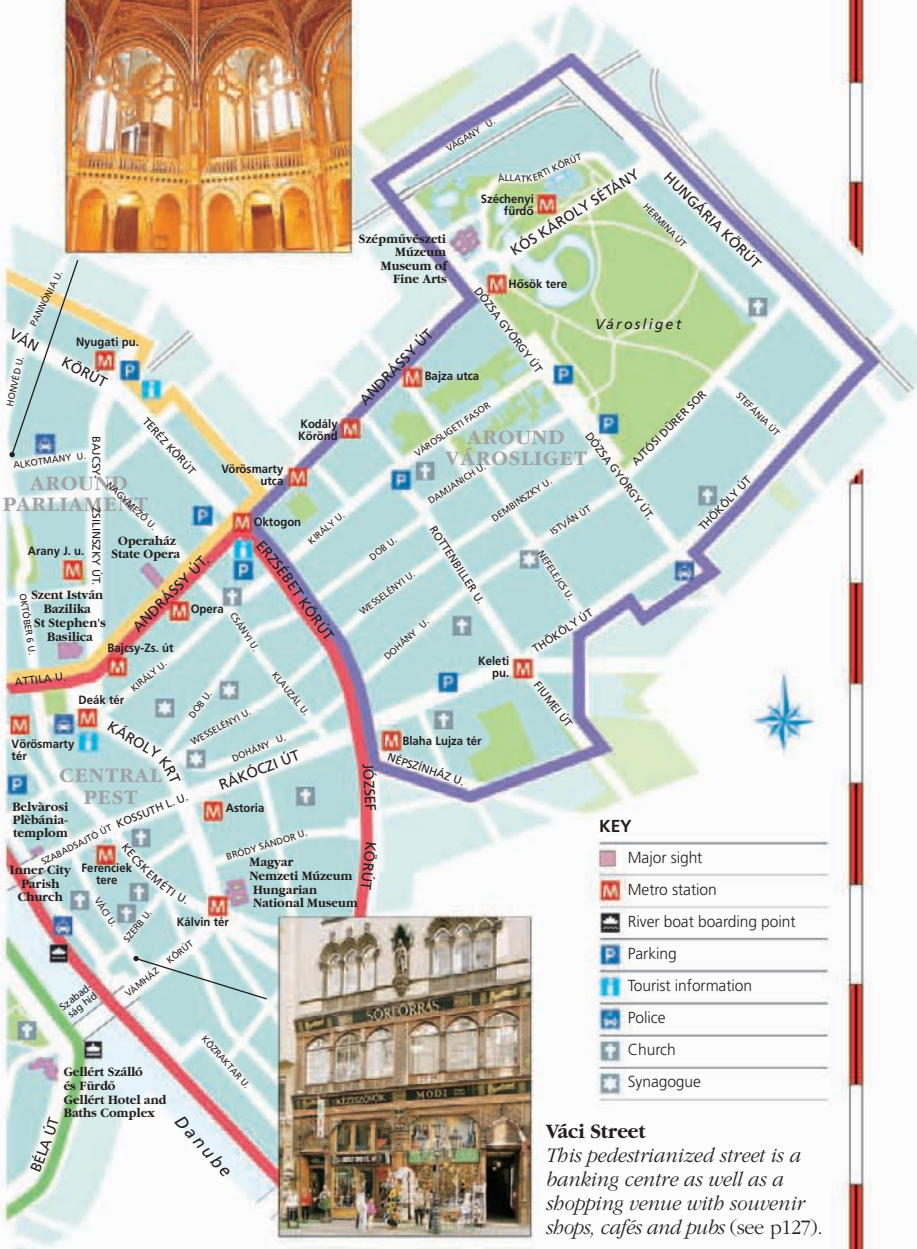 VÁGÁNY U.
ÁLLATKERTI KÖRÚT
Széchenyi
fürdő
KÓS KÁROLY SÉTÁNY
HERMINA ÚT
HUNGÁRIA KÖRÚT
Szépművészeti
Múzeum
Museum of
Fine Arts
Hősök tere
PANNÓNIA U.
HONVÉD U.
VÁN
KÖRÚT
Nyugati pu.
DÓZSA GYÖRGY ÚT
Városliget
ANDRÁSSY ÚT
Bajza utca
TERÉZ KÖRÚT
Kodály
Körönd
VÁROSLIGETI FASOR
AJTÓSI DÜRER SOR
STEFÁNIA ÚT
ALKOTMÁNY U.
BAJCSY-
ZSILINSZKY ÚT.
AROUND
PARLIAMENT
NAGYMEZŐ U.
Vörösmarty
utca
AROUND
VÁROSLIGET
DAMJANICH U.
DÓZSA GYÖRGY ÚT.
THÖKÖLY ÚT
DEMBINSZKY U.
Oktogon
KIRÁLY U.
ISTVÁN ÚT
Arany J. u.
Operaház
State Opera
ERZSÉBET KÖRÚT
DOB U.
ROTTENBILLER U.
NEFELEJCS U.
Szent István
Bazilika
St Stephen's
Basilica
OKTÓBER 6 U.
ANDRÁSSY ÚT.
Opera
CSÁNYI U.
WESSELÉNYI U.
DOHÁNY U.
THÖKÖLY ÚT
Bajcsy-Zs. út
ATTILA U.
KIRÁLY U.
KLAUZÁL U.
Keleti
pu.
FIUMEI ÚT
Deák tér
DOB U.
WESSELÉNYI U.
Vörösmarty
tér
KÁROLY KRT
DOHÁNY U.
Blaha Lujza tér
NÉPSZÍNHÁZ U.
CENTRAL
PEST
RÁKÓCZI ÚT
JÓZSEF
KÖRÚT
Belvàrosi
Plèbánia-
templom
Inner City
Parish
Church
SZABADSAJTÓ ÚT
KOSSUTH L. U.
Astoria
BRÓDY SÁNDOR U.
Ferenciek
tere
KECSKEMÉTI U.
Magyar
Nemzeti Múzeum
Hungarian
National Museum
VÁCI U.
SZERB U.
Kálvin tér
VÁMHÁZ KÖRÚT
Szabad-
ság híd
KÖZRAKTAR U.
Gellért Szálló
és Fürdő
Gellért Hotel and
Baths Complex
BÉLA ÚT
Danube
SÖRFORRÁS
KÉZISZŐVŐK
MODI
KEY
Major sight
Metro station
River boat boarding point
Parking
Tourist information
Police
Church
Synagogue
Váci Street
This pedestrianized street is a
banking centre as well as a
shopping venue with souvenir
shops, cafés and pubs (see p127).